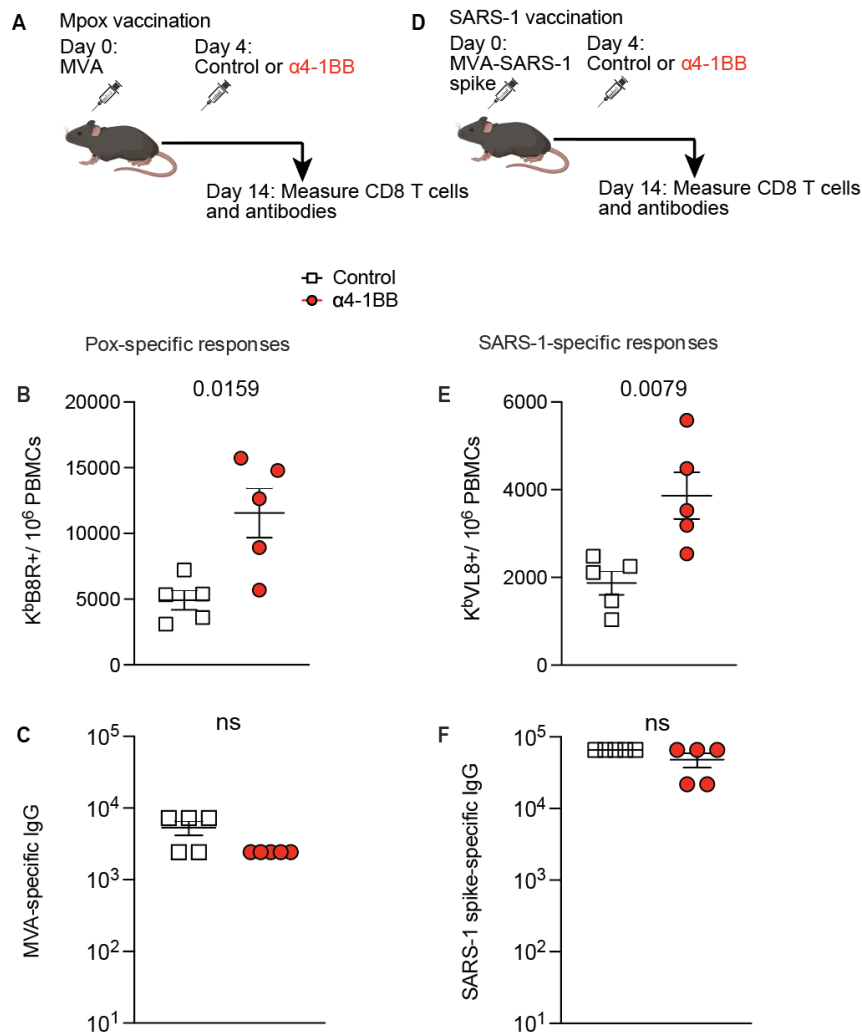 A
Mpox vaccination
Day 0:
MVA
Day 4:
Control or α4-1BB
Day 14: Measure CD8 T cells
and antibodies
D
SARS-1 vaccination
Day 0:
MVA-SARS-1
spike
Day 4:
Control or α4-1BB
Day 14: Measure CD8 T cells
and antibodies
Control
α4-1BB
Pox-specific responses
B
0.0159
KᵇB8R+/ 10⁶ PBMCs
20000
15000
10000
5000
0
SARS-1-specific responses
E
0.0079
KᵇVL8+/ 10⁶ PBMCs
6000
4000
2000
0
C
ns
MVA-specific IgG
10⁵
10⁴
10³
10²
10¹
F
ns
SARS-1 spike-specific IgG
10⁵
10⁴
10³
10²
10¹